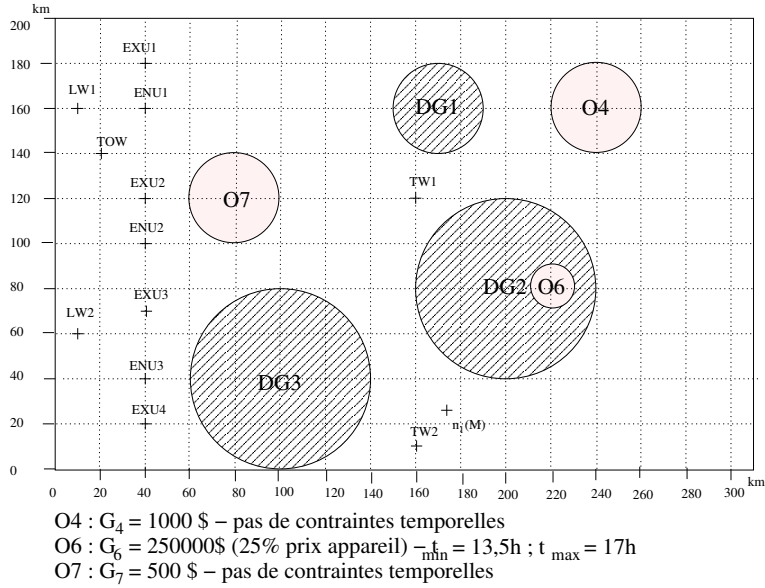 km
200
EXU1
180
LW1
ENU1
DG1
O4
160
TOW
140
EXU2
TW1
120
O7
ENU2
100
80
EXU3
DG2
O6
LW2
60
ENU3
DG3
40
EXU4
n1(M)
20
TW2
0
km
0 20 40 60 80 100 120 140 160 180 200 220 240 260 280 300
O4 : G4 = 1000 $ – pas de contraintes temporelles
O6 : G6 = 250000$ (25% prix appareil) – tmin = 13,5h ; t max = 17h
O7 : G7 = 500 $ – pas de contraintes temporelles